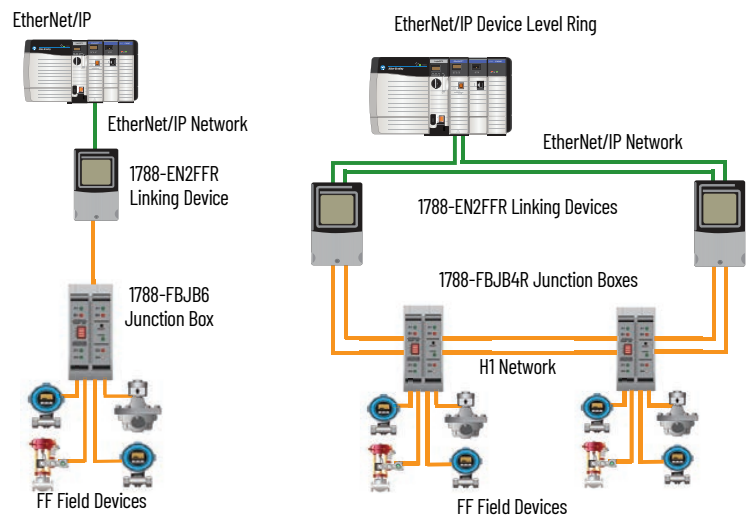 EtherNet/IP
EtherNet/IP Network
1788-EN2FFR
Linking Device
1788-FBJB6
Junction Box
FF Field Devices
EtherNet/IP Device Level Ring
EtherNet/IP Network
1788-EN2FFR Linking Devices
1788-FBJB4R Junction Boxes
H1 Network
FF Field Devices